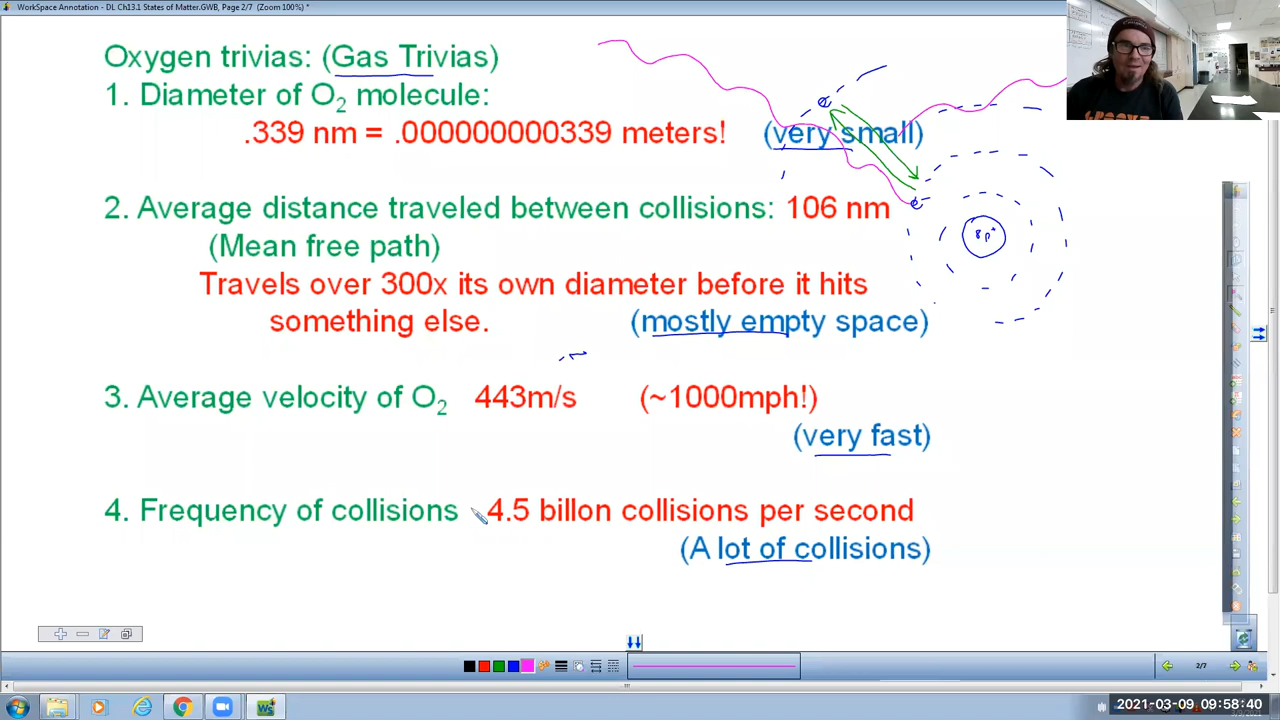 WorkSpace Annotation - DL Ch13.1 States of Matter.GWB, Page 2/7 (Zoom 100%) *
Oxygen trivias: (Gas Trivias)
1. Diameter of O2 molecule:
.339 nm = .000000000339 meters!
(very small)
2. Average distance traveled between collisions: 106 nm
(Mean free path)
Travels over 300x its own diameter before it hits
something else.
(mostly empty space)
8p+
3. Average velocity of O2 443m/s (~1000mph!)
(very fast)
4. Frequency of collisions 4.5 billon collisions per second
(A lot of collisions)
2/7
2021-03-09 09:58:40